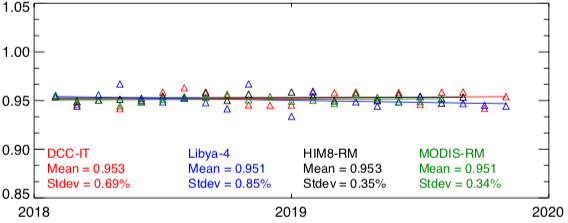 1.05
1.00
0.95
0.90
0.85
DCC-IT Libya-4 HIM8-RM MODIS-RM
Mean = 0.953 Mean = 0.951 Mean = 0.953 Mean = 0.951
Stdev = 0.69% Stdev = 0.85% Stdev = 0.35% Stdev = 0.34%
2018 2019 2020